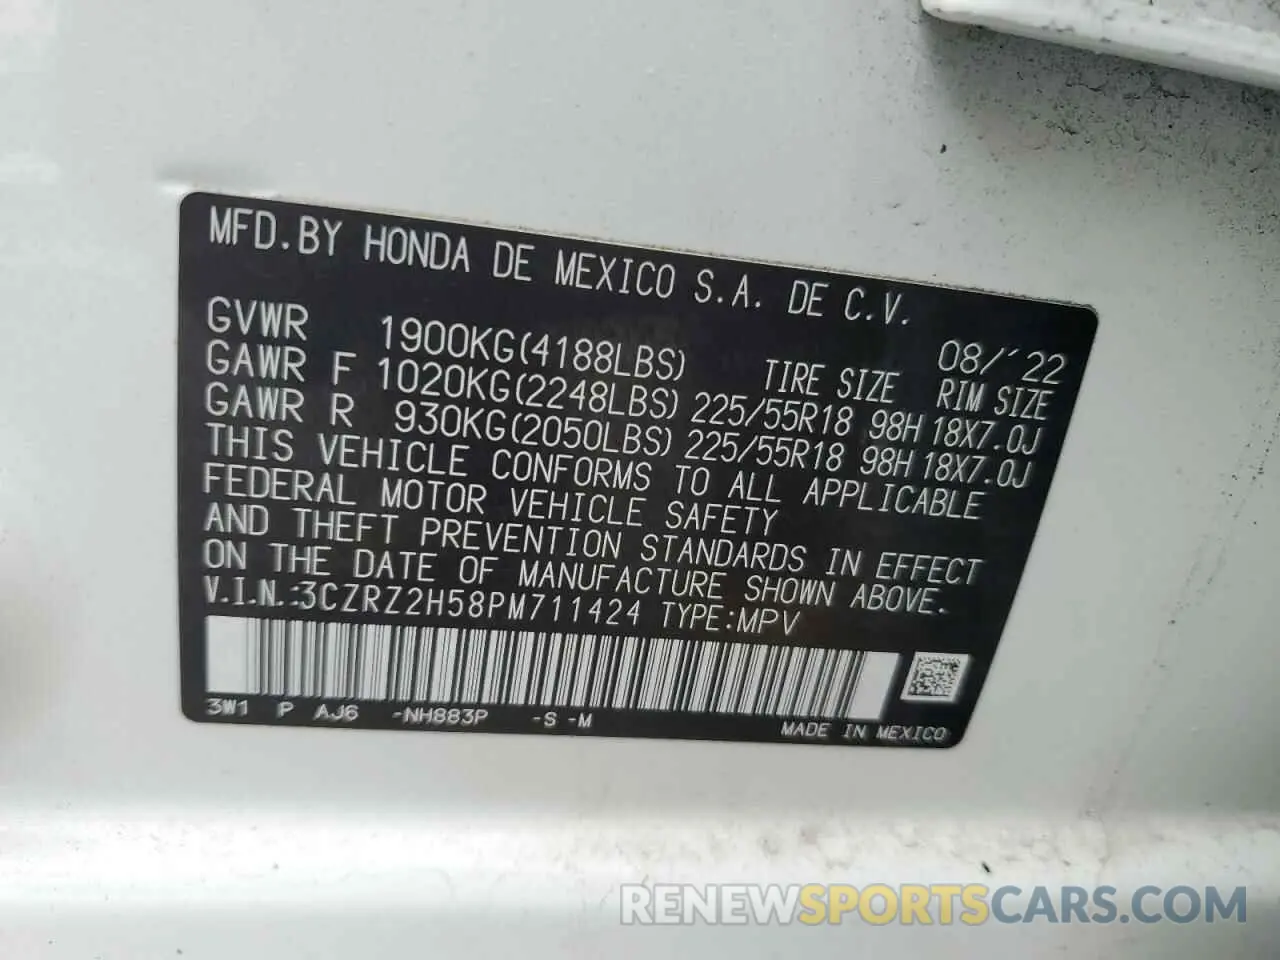 MFD.BY HONDA DE MEXICO S.A. DE C.V.
08/´22
GVWR 1900KG(4188LBS) TIRE SIZE RIM SIZE
GAWR F 1020KG(2248LBS) 225/55R18 98H 18X7.0J
GAWR R 930KG(2050LBS) 225/55R18 98H 18X7.0J
THIS VEHICLE CONFORMS TO ALL APPLICABLE
FEDERAL MOTOR VEHICLE SAFETY
AND THEFT PREVENTION STANDARDS IN EFFECT
ON THE DATE OF MANUFACTURE SHOWN ABOVE.
V.I.N.:3CZRZ2H58PM711424 TYPE:MPV
3W1 P AJ6 -NH883P -S -M
MADE IN MEXICO
RENEWSPORTSCARS.COM